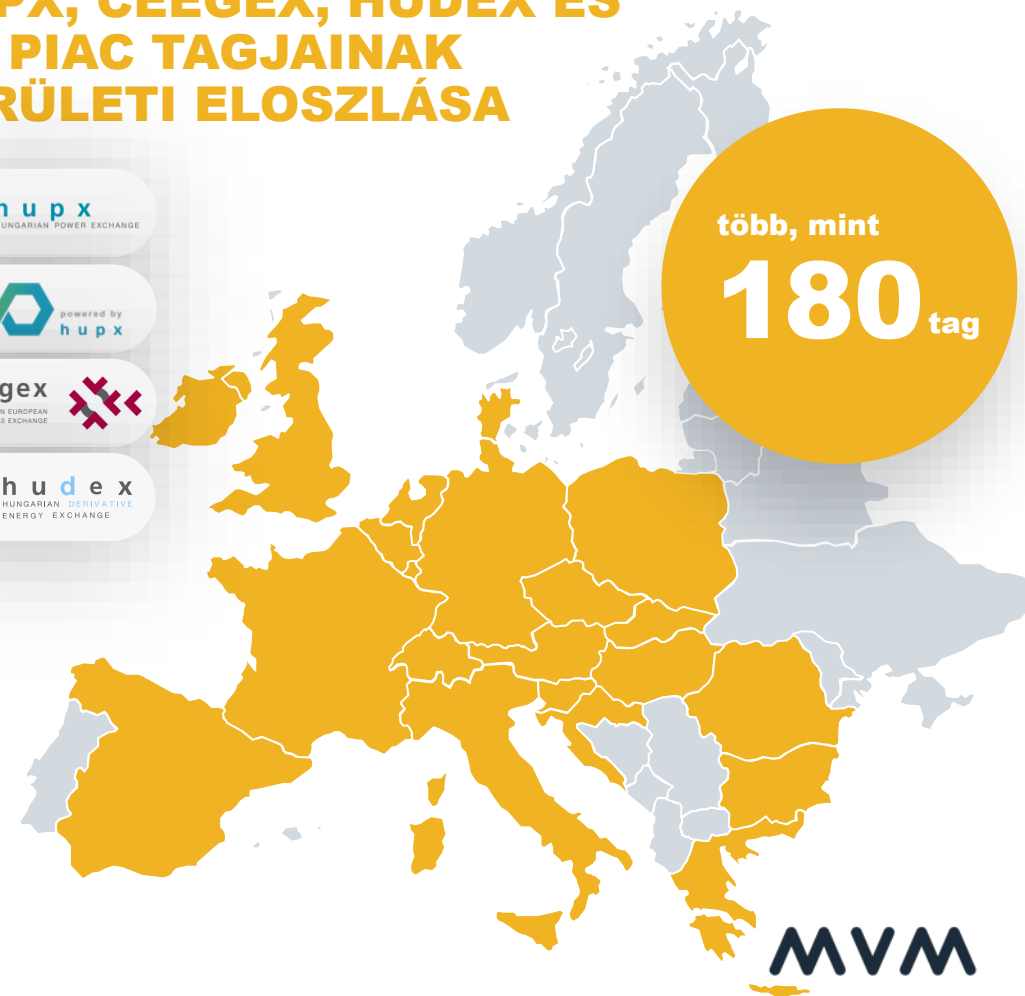 PX, CEEGEX, HUDEX ÉS
PIAC TAGJAINAK
RÜLETI ELOSZLÁSA
hupx
UNGARIAN POWER EXCHANGE
powered by
hupx
gex
N EUROPEAN
S EXCHANGE
hudex
HUNGARIAN DERIVATIVE
ENERGY EXCHANGE
több, mint
180 tag
MVM